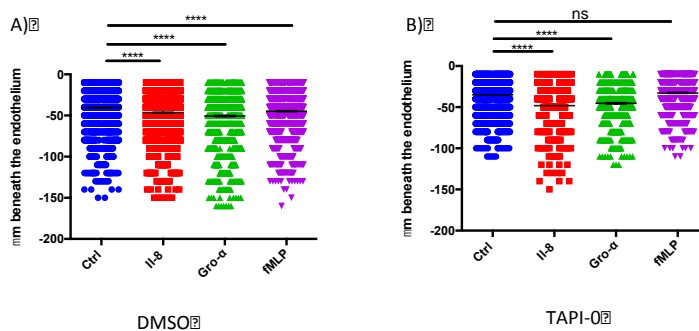 A)
****
****
****
0
-50
-100
-150
-200
mm beneath the endothelium
Ctrl
Il-8
Gro-α
fMLP
DMSO
B)
ns
****
****
0
-50
-100
-150
-200
mm beneath the endothelium
Ctrl
IL-8
Gro-α
fMLP
TAPI-0